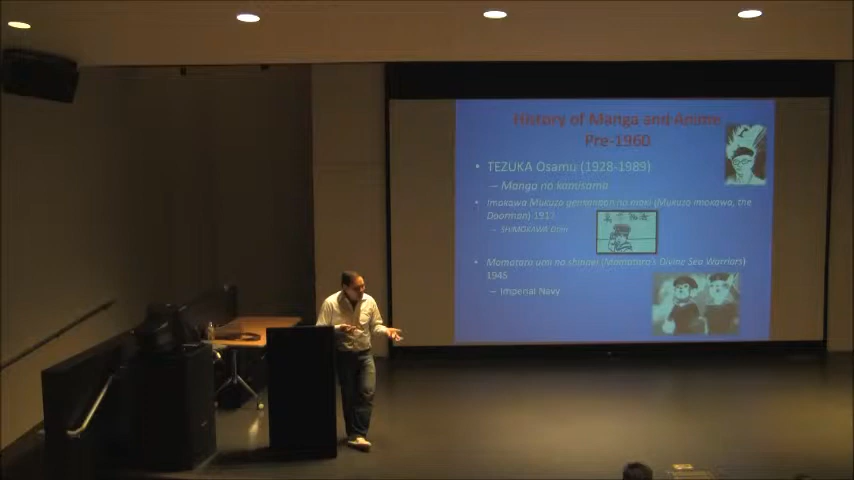 History of Manga and Anime
Pre-1960
• TEZUKA Osamu (1928-1989)
– Manga no kamisama
• Imokawa Mukuzo genkanban no maki (Mukuzo Imokawa, the
Doorman) 1917
– SHIMOKAWA Oten
• Momotaro umi no shinpei (Momotaro's Divine Sea Warriors)
1945
– Imperial Navy